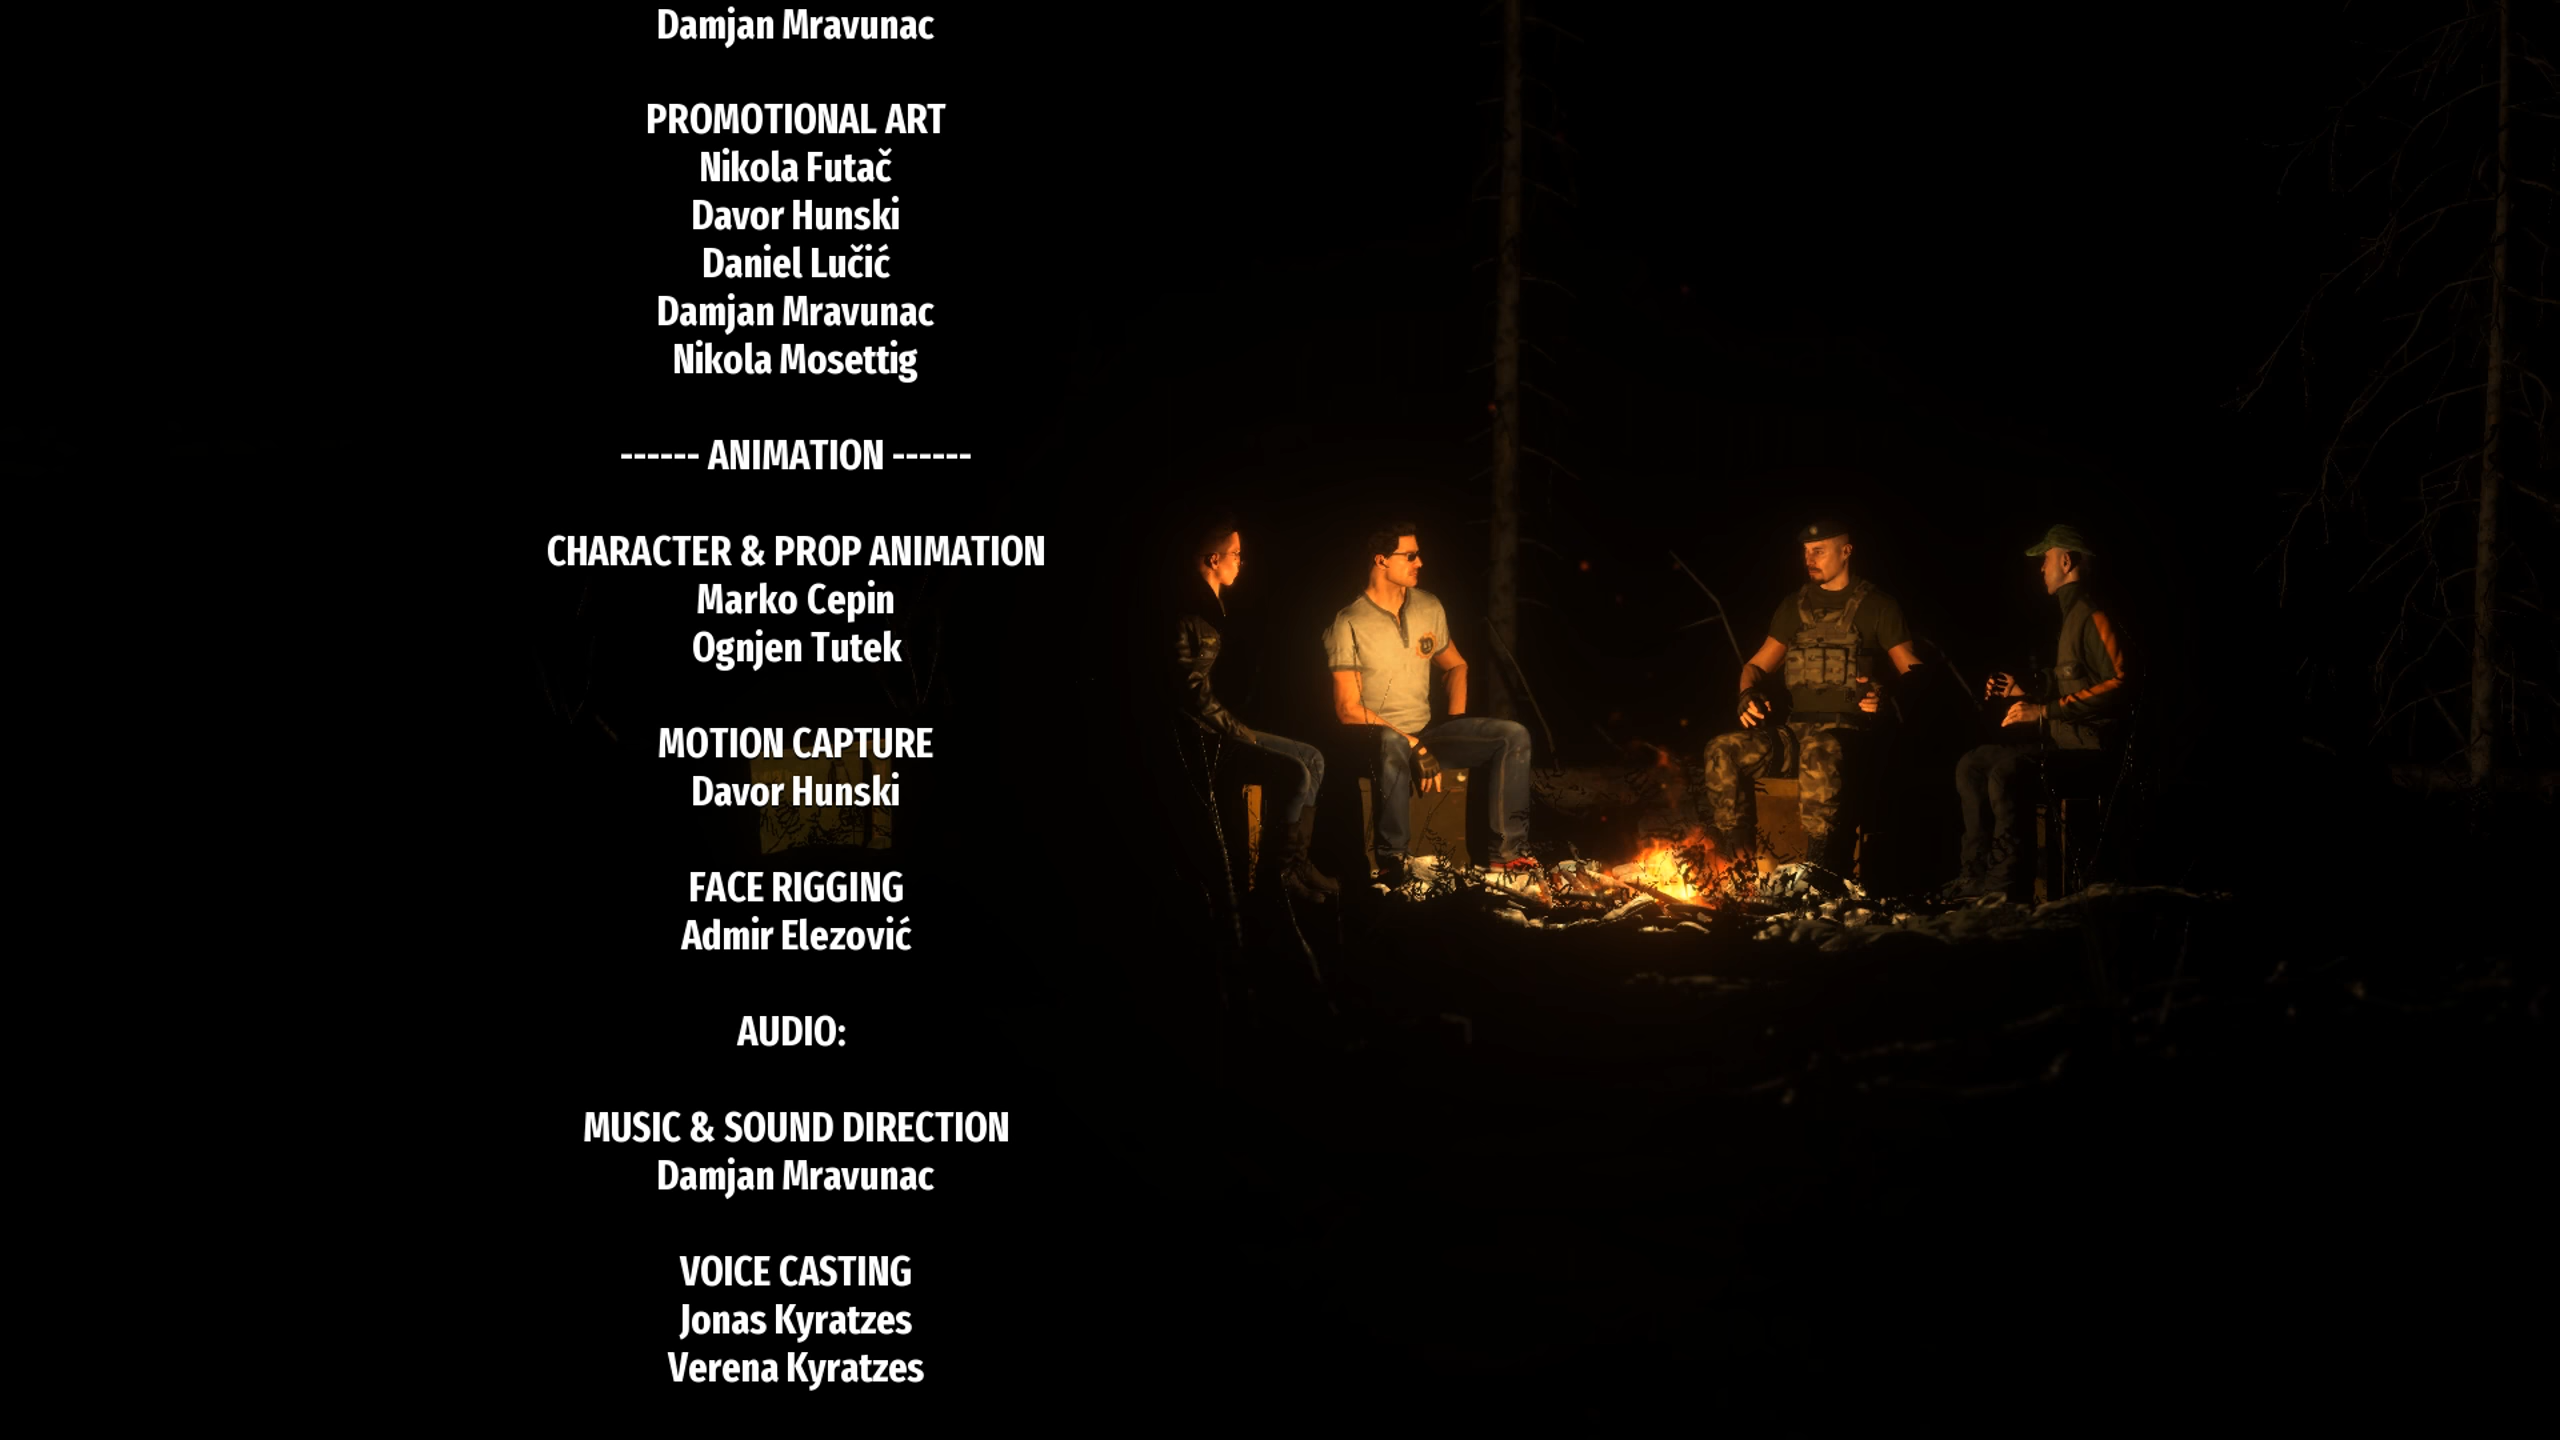 Damjan Mravunac
PROMOTIONAL ART
Nikola Futač
Davor Hunski
Daniel Lučić
Damjan Mravunac
Nikola Mosettig
------ ANIMATION ------
CHARACTER & PROP ANIMATION
Marko Cepin
Ognjen Tutek
MOTION CAPTURE
Davor Hunski
FACE RIGGING
Admir Elezović
AUDIO:
MUSIC & SOUND DIRECTION
Damjan Mravunac
VOICE CASTING
Jonas Kyratzes
Verena Kyratzes